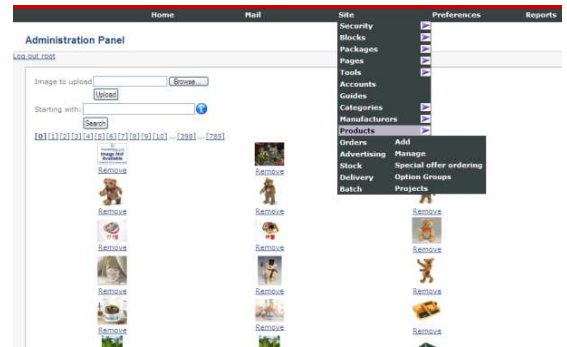 Home Mail Site Preferences Reports
Administration Panel
Log out root
Image to upload Browse...
Upload
Starting with:
Search
[0] [1] [2] [3] [4] [5] [6] [7] [8] [9] [10] ... [398] ... [785]
Security
Blocks
Packages
Pages
Tools
Accounts
Guides
Categories
Manufacturers
Products
Orders Add
Advertising Manage
Stock Special offer ordering
Delivery Option Groups
Batch Projects
Image Not
Available
Remove
Remove
Remove Remove Remove
Remove Remove Remove
Remove Remove Remove
Remove Remove Remove